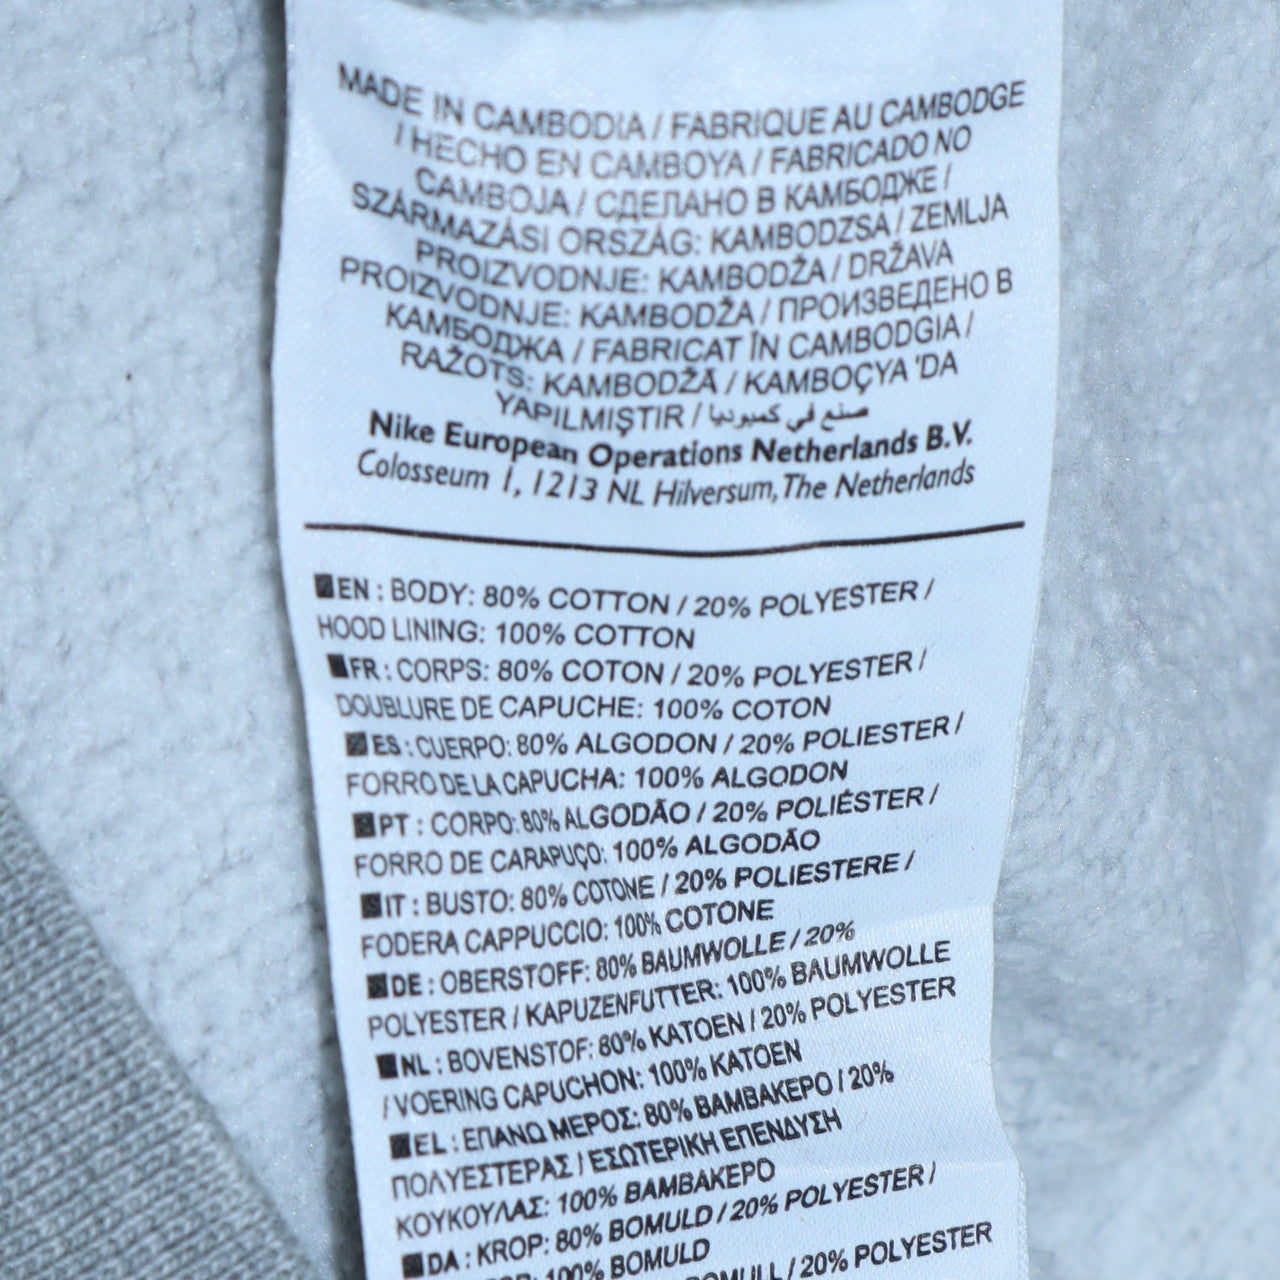 MADE IN CAMBODIA / FABRIQUE AU CAMBODGE
/ HECHO EN CAMBOYA / FABRICADO NO
CAMBOJA / СДЕЛАНО В КАМБОДЖЕ /
SZÁRMAZÁSI ORSZÁG: KAMBODZSA / ZEMLJA
PROIZVODNJE: KAMBODŽA / DRŽAVA
PROIZVODNJE: KAMBODŽA / ПРОИЗВЕДЕНО В
КАМБОДЖА / FABRICAT ÎN CAMBODGIA /
RAŽOTS: KAMBODŽĀ / KAMBOÇYA 'DA
YAPILMIŞTIR / صنع في كمبوديا
Nike European Operations Netherlands B.V.
Colosseum 1, 1213 NL Hilversum, The Netherlands
EN : BODY: 80% COTTON / 20% POLYESTER /
HOOD LINING: 100% COTTON
FR : CORPS: 80% COTON / 20% POLYESTER /
DOUBLURE DE CAPUCHE: 100% COTON
ES : CUERPO: 80% ALGODON / 20% POLIESTER /
FORRO DE LA CAPUCHA: 100% ALGODON
PT : CORPO: 80% ALGODÃO / 20% POLIÉSTER /
FORRO DE CARAPUÇO: 100% ALGODÃO
IT : BUSTO: 80% COTONE / 20% POLIESTERE /
FODERA CAPPUCCIO: 100% COTONE
DE : OBERSTOFF: 80% BAUMWOLLE / 20%
POLYESTER / KAPUZENFUTTER: 100% BAUMWOLLE
NL : BOVENSTOF: 80% KATOEN / 20% POLYESTER
/ VOERING CAPUCHON: 100% KATOEN
EL : ΕΠΑΝΩ ΜΕΡΟΣ: 80% ΒΑΜΒΑΚΕΡΟ / 20%
ΠΟΛΥΕΣΤΕΡΑΣ / ΕΣΩΤΕΡΙΚΗ ΕΠΕΝΔΥΣΗ
ΚΟΥΚΟΥΛΑΣ: 100% ΒΑΜΒΑΚΕΡΟ
DA : KROP: 80% BOMULD / 20% POLYESTER /
100% BOMULD
20% POLYESTER